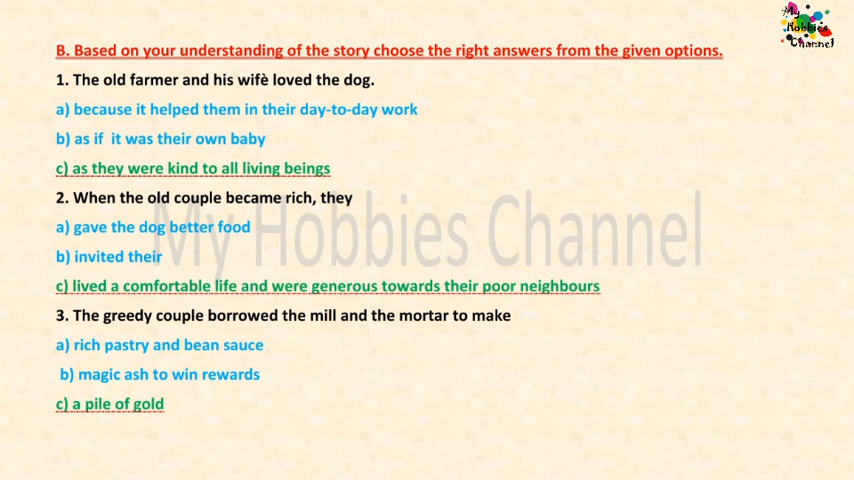 My
Hobbies
Channel
B. Based on your understanding of the story choose the right answers from the given options.
1. The old farmer and his wifè loved the dog.
a) because it helped them in their day-to-day work
b) as if it was their own baby
c) as they were kind to all living beings
2. When the old couple became rich, they
a) gave the dog better food
b) invited their
c) lived a comfortable life and were generous towards their poor neighbours
3. The greedy couple borrowed the mill and the mortar to make
a) rich pastry and bean sauce
b) magic ash to win rewards
c) a pile of gold
My Hobbies Channel